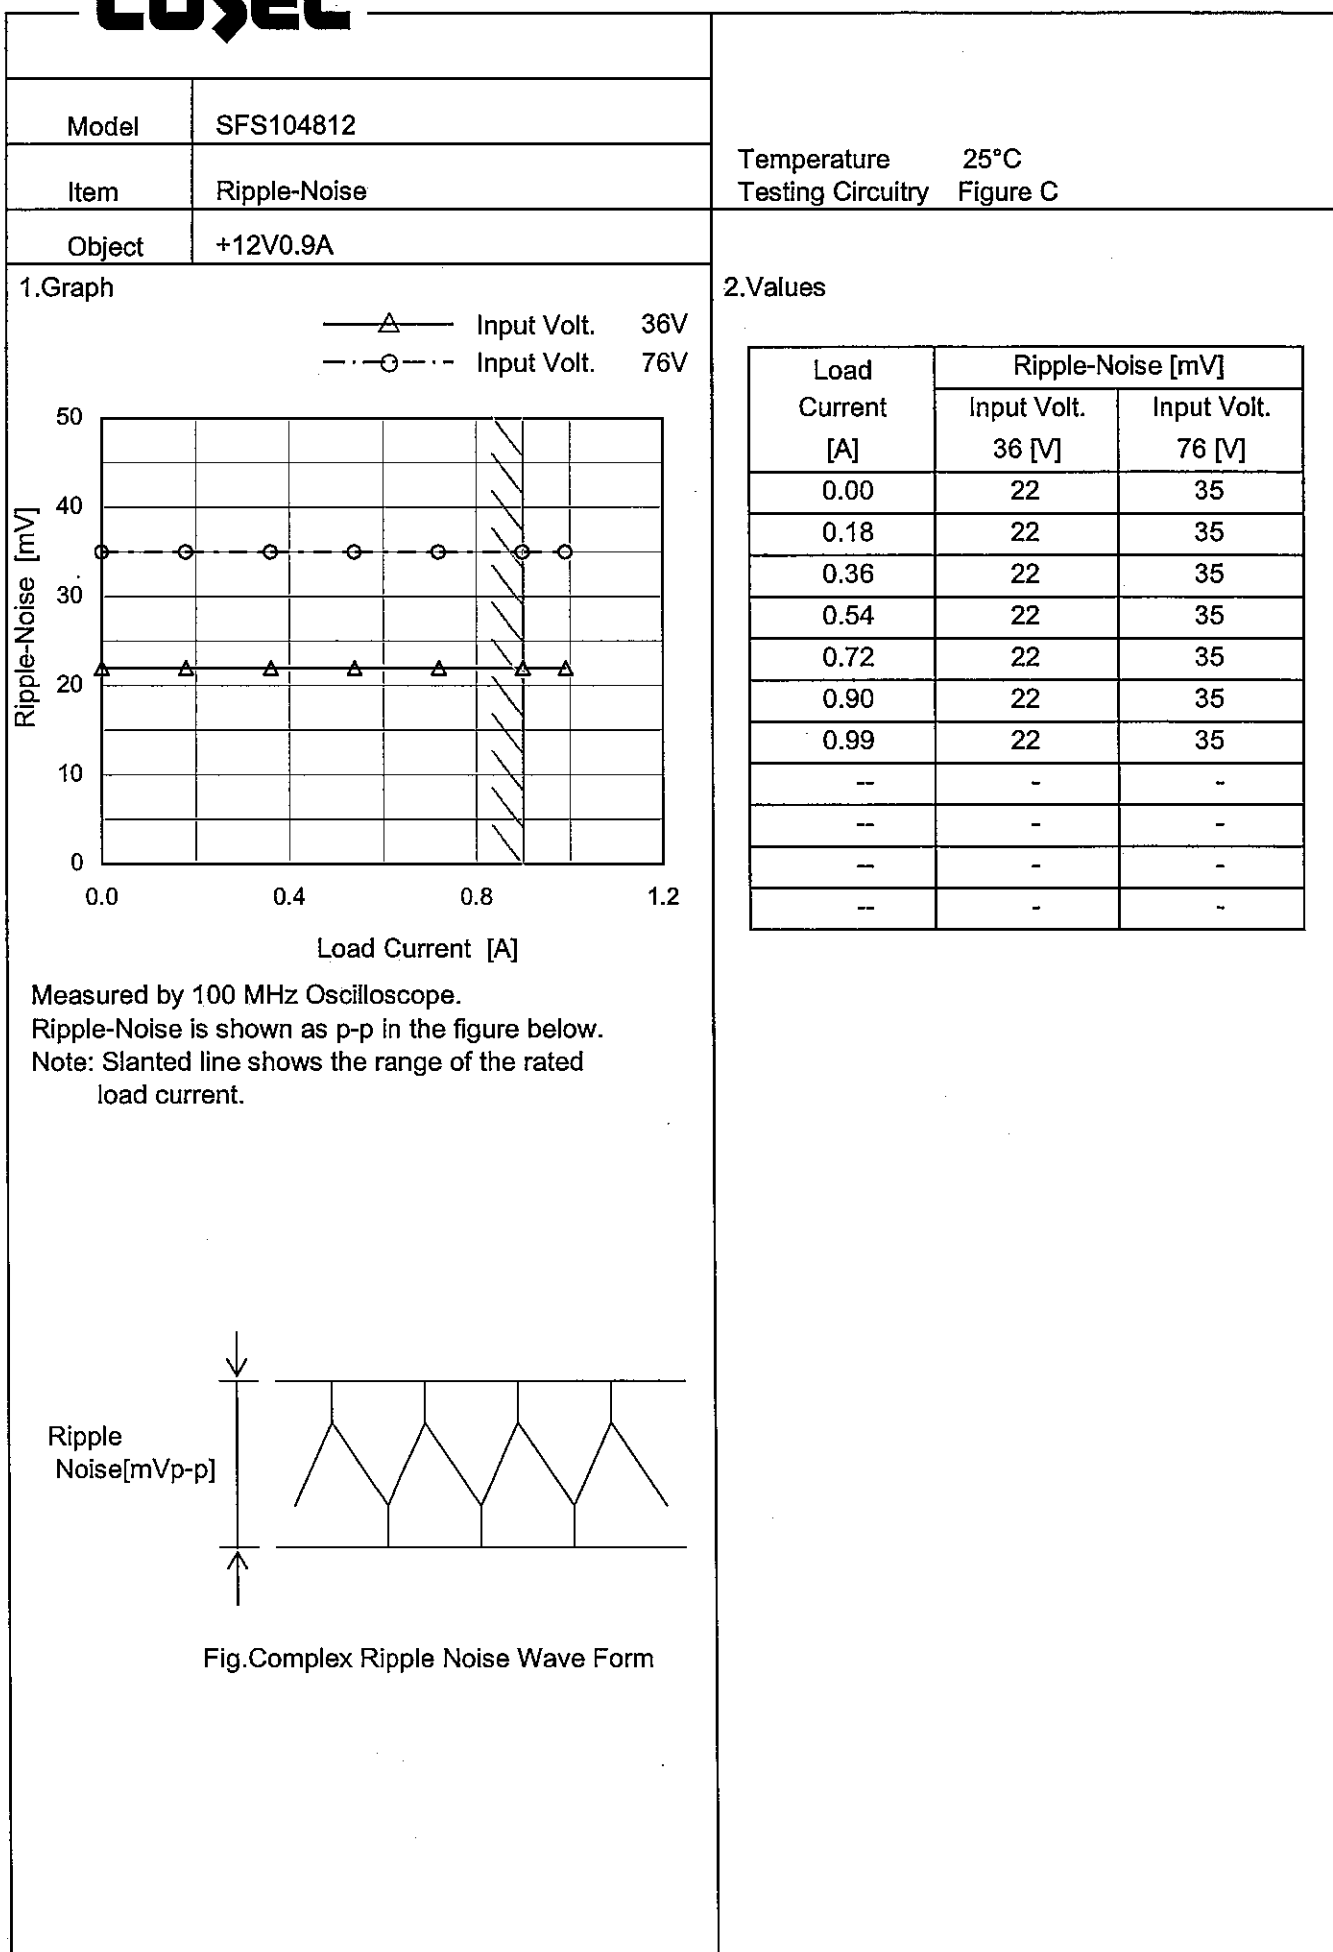 Model SFS104812
Item Ripple-Noise
Object +12V0.9A
Temperature 25°C
Testing Circuitry Figure C
1.Graph
Input Volt. 36V
Input Volt. 76V
50
40
30
20
10
0
Ripple-Noise [mV]
0.0 0.4 0.8 1.2
Load Current [A]
Measured by 100 MHz Oscilloscope.
Ripple-Noise is shown as p-p in the figure below.
Note: Slanted line shows the range of the rated
load current.
Ripple
Noise[mVp-p]
Fig.Complex Ripple Noise Wave Form
2.Values
Load Ripple-Noise [mV]
Current Input Volt. Input Volt.
[A] 36 [V] 76 [V]
0.00 22 35
0.18 22 35
0.36 22 35
0.54 22 35
0.72 22 35
0.90 22 35
0.99 22 35
-- - -
-- - -
-- - -
-- - -